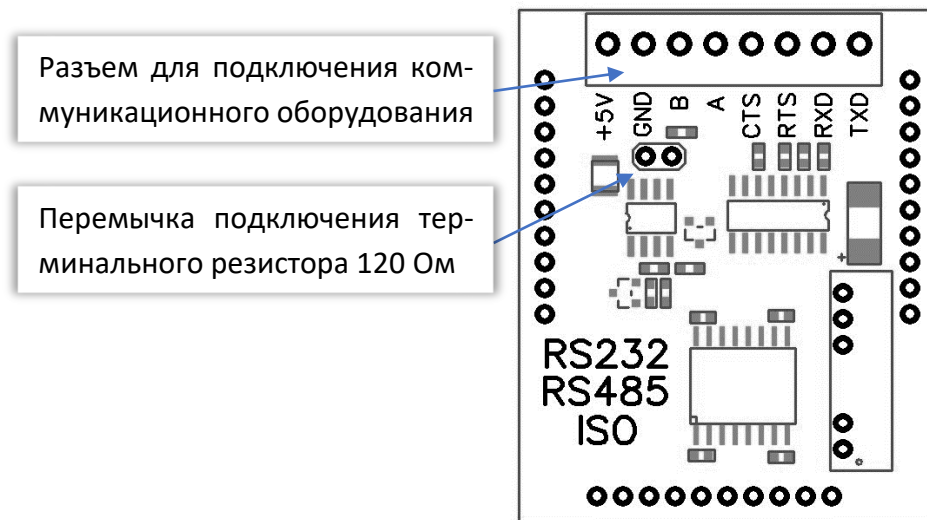 Разъем для подключения ком-
муникационного оборудования
Перемычка подключения тер-
минального резистора 120 Ом
+5V GND B A CTS RTS RXD TXD
+
RS232
RS485
ISO